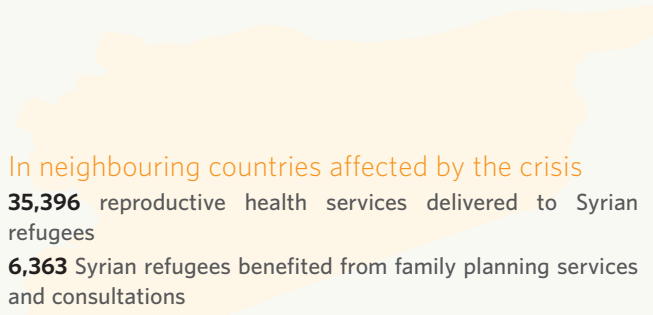 In neighbouring countries affected by the crisis
35,396 reproductive health services delivered to Syrian
refugees
6,363 Syrian refugees benefited from family planning services
and consultations